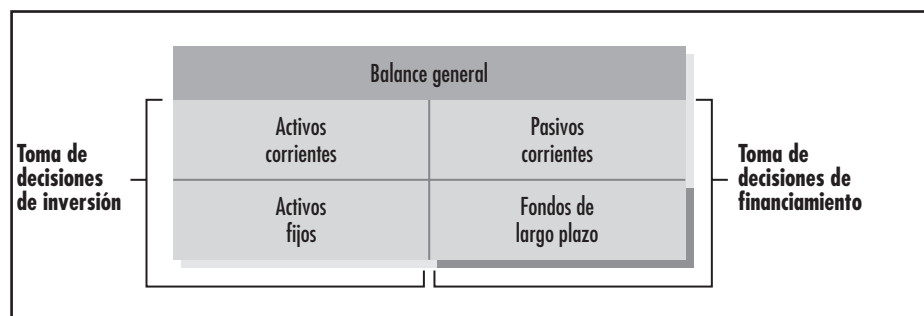 Balance general
Toma de
decisiones
de inversión
Activos
corrientes
Pasivos
corrientes
Activos
fijos
Fondos de
largo plazo
Toma de
decisiones de
financiamiento